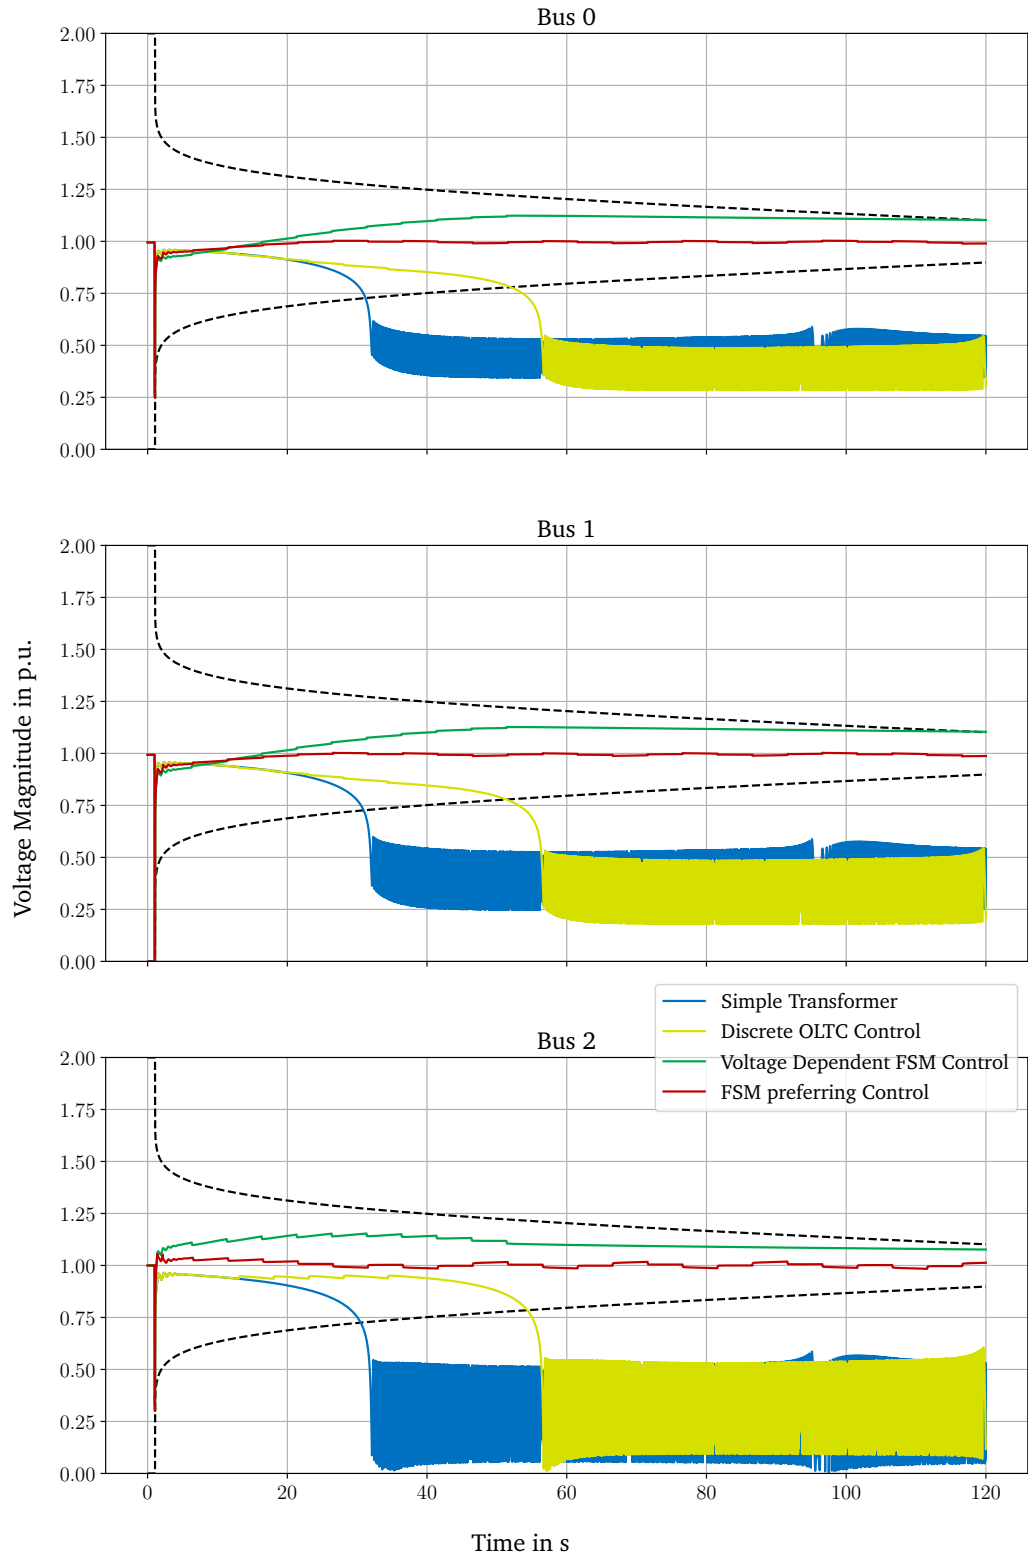 Bus 0
2.00
1.75
1.50
1.25
1.00
0.75
0.50
0.25
0.00
Bus 1
2.00
1.75
1.50
1.25
1.00
0.75
0.50
0.25
0.00
Voltage Magnitude in p.u.
Simple Transformer
Discrete OLTC Control
Voltage Dependent FSM Control
FSM preferring Control
Bus 2
2.00
1.75
1.50
1.25
1.00
0.75
0.50
0.25
0.00
0 20 40 60 80 100 120
Time in s